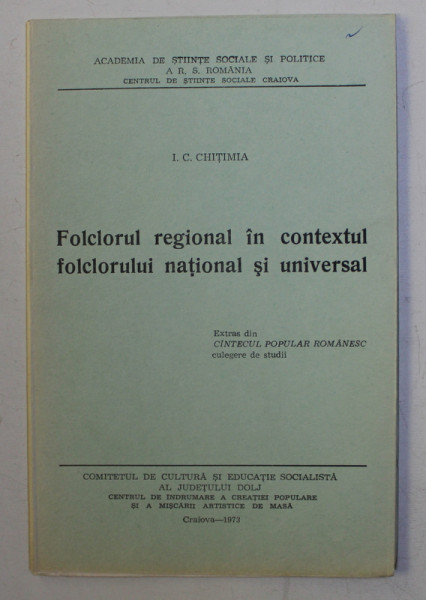 ACADEMIA DE ȘTIINȚE SOCIALE ȘI POLITICE
A R. S. ROMÂNIA
CENTRUL DE ȘTIINȚE SOCIALE CRAIOVA
I. C. CHIȚIMIA
Folclorul regional în contextul
folclorului național și universal
Extras din
CÎNTECUL POPULAR ROMÂNESC
culegere de studii
COMITETUL DE CULTURĂ ȘI EDUCAȚIE SOCIALISTĂ
AL JUDEȚULUI DOLJ
CENTRUL DE INDRUMARE A CREAȚIEI POPULARE
ȘI A MIȘCĂRII ARTISTICE DE MASĂ
Craiova—1973